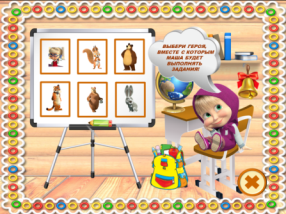 ВЫБЕРИ ГЕРОЯ,
ВМЕСТЕ С КОТОРЫМ
МАША БУДЕТ
ВЫПОЛНЯТЬ
ЗАДАНИЯ!